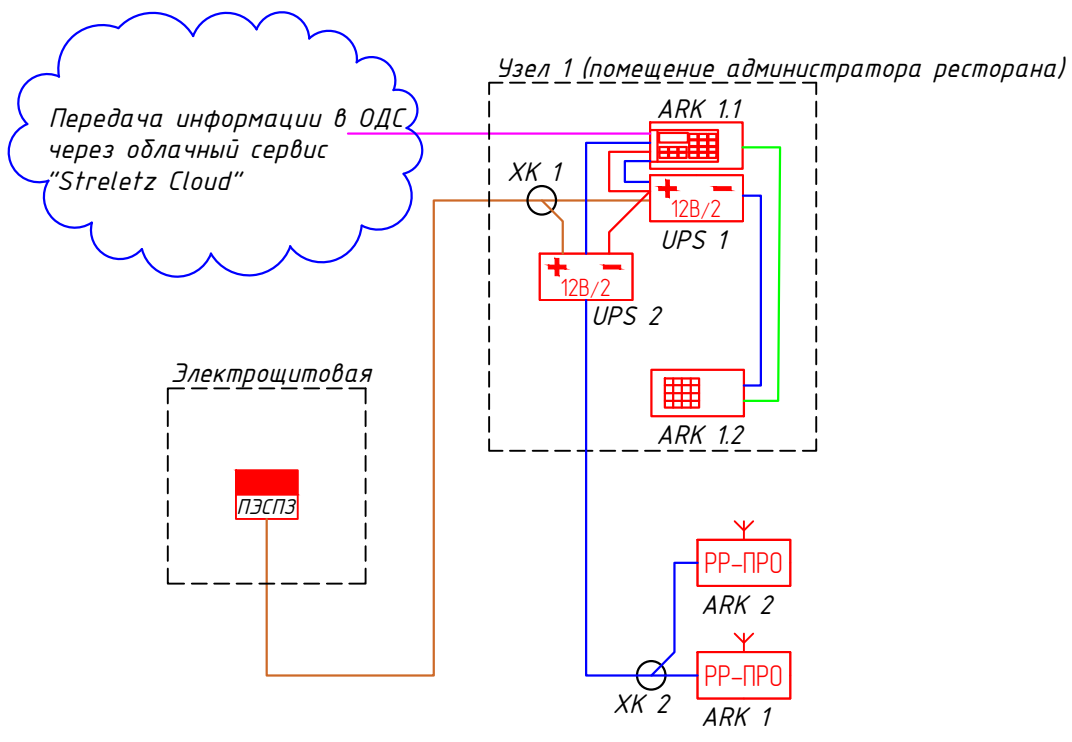 Узел 1 (помещение администратора ресторана)
Передача информации в ОДС
через облачный сервис
"Streletz Cloud"
ARK 1.1
ХК 1
12В/2
UPS 1
12В/2
UPS 2
ARK 1.2
Электрощитовая
ПЭСПЗ
РР-ПРО
ARK 2
РР-ПРО
ХК 2
ARK 1